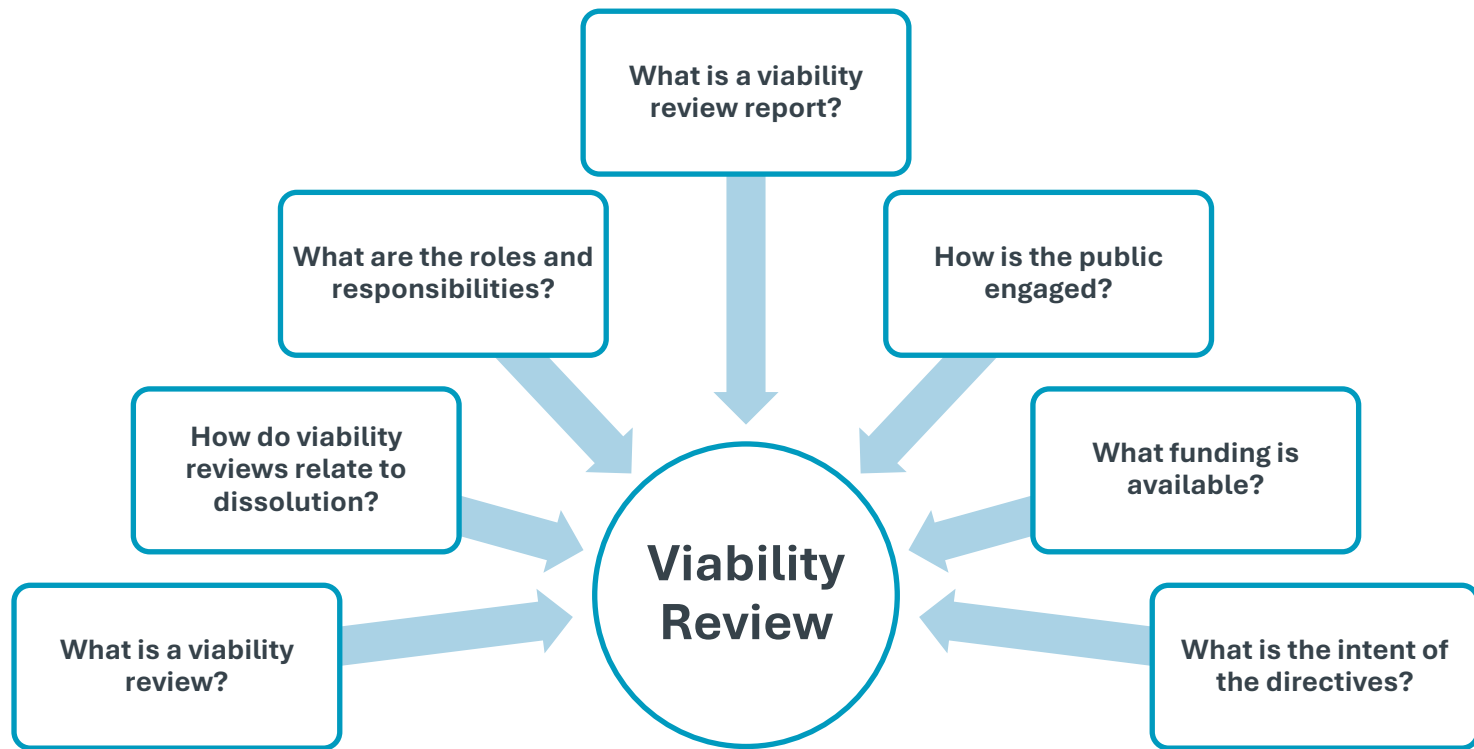 What is a viability
review report?
What are the roles and
responsibilities?
How is the public
engaged?
How do viability
reviews relate to
dissolution?
What funding is
available?
Viability
Review
What is a viability
review?
What is the intent of
the directives?